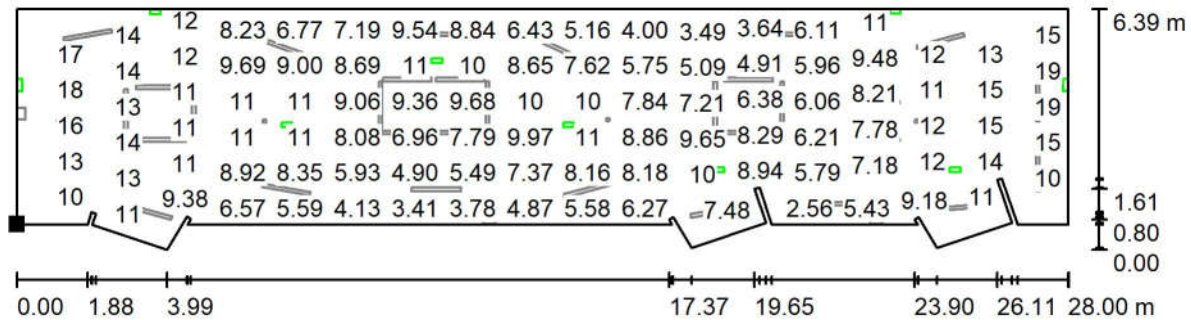 14 12 8.23 6.77 7.19 9.54 8.84 6.43 5.16 4.00 3.49 3.64 6.11 11 15 6.39 m
17 14 12 9.69 9.00 8.69 11 10 8.65 7.62 5.75 5.09 4.91 5.96 9.48 12 13 19
18 13 11 11 11 9.06 9.36 9.68 10 10 7.84 7.21 6.38 6.06 8.21 11 15 19
16 14 11 11 11 8.08 6.96 7.79 9.97 11 8.86 9.65 8.29 6.21 7.78 12 15 15
13 13 11 8.92 8.35 5.93 4.90 5.49 7.37 8.16 8.18 10 8.94 5.79 7.18 12 14 10
10 11 9.38 6.57 5.59 4.13 3.41 3.78 4.87 5.58 6.27 7.48 2.56 5.43 9.18 11 1.61
0.80
0.00
0.00 1.88 3.99 17.37 19.65 23.90 26.11 28.00 m